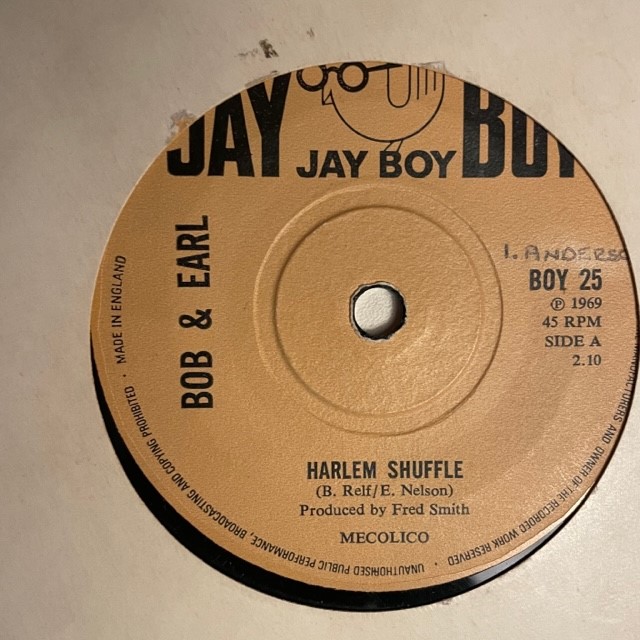 JAY
JAY BOY
BOY
BOB & EARL
I. ANDERSO
BOY 25
℗ 1969
45 RPM
SIDE A
2.10
HARLEM SHUFFLE
(B. Relf/E. Nelson)
Produced by Fred Smith
MECOLICO
MANUFACTURERS AND OWNER OF THE RECORDED WORK RESERVED · UNAUTHORISED PUBLIC PERFORMANCE, BROADCASTING AND COPYING PROHIBITED · MADE IN ENGLAND